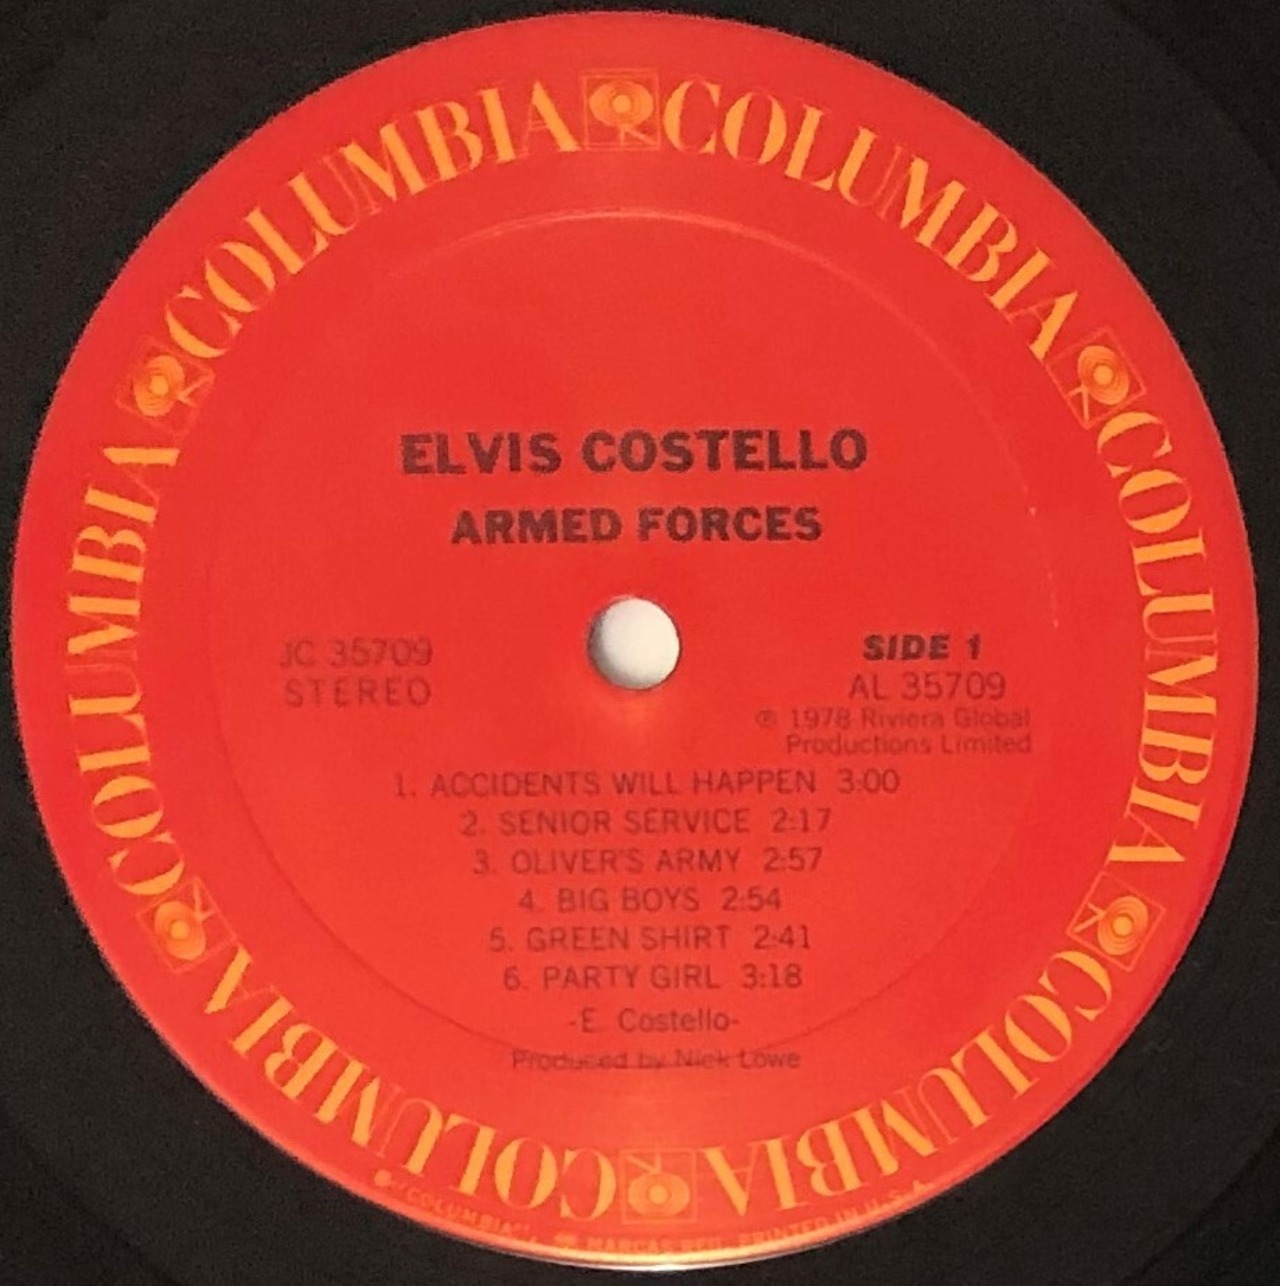 COLUMBIA COLUMBIA COLUMBIA COLUMBIA COLUMBIA COLUMBIA
ELVIS COSTELLO
ARMED FORCES
JC 35709
STEREO
SIDE 1
AL 35709
℗ 1978 Riviera Global
Productions Limited
1. ACCIDENTS WILL HAPPEN 3:00
2. SENIOR SERVICE 2:17
3. OLIVER'S ARMY 2:57
4. BIG BOYS 2:54
5. GREEN SHIRT 2:41
6. PARTY GIRL 3:18
-E. Costello-
Produced by Nick Lowe
"COLUMBIA", MARCAS REG. PRINTED IN U.S.A.